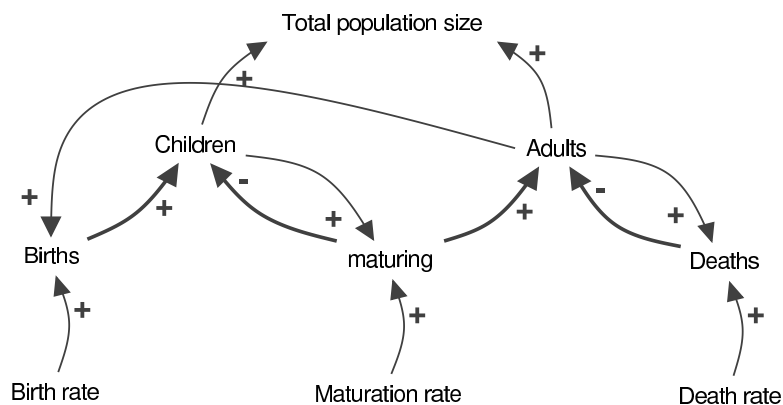 Total population size
+
+
Children
Adults
+
+
-
+
+
-
+
Births
maturing
Deaths
+
+
+
Birth rate
Maturation rate
Death rate